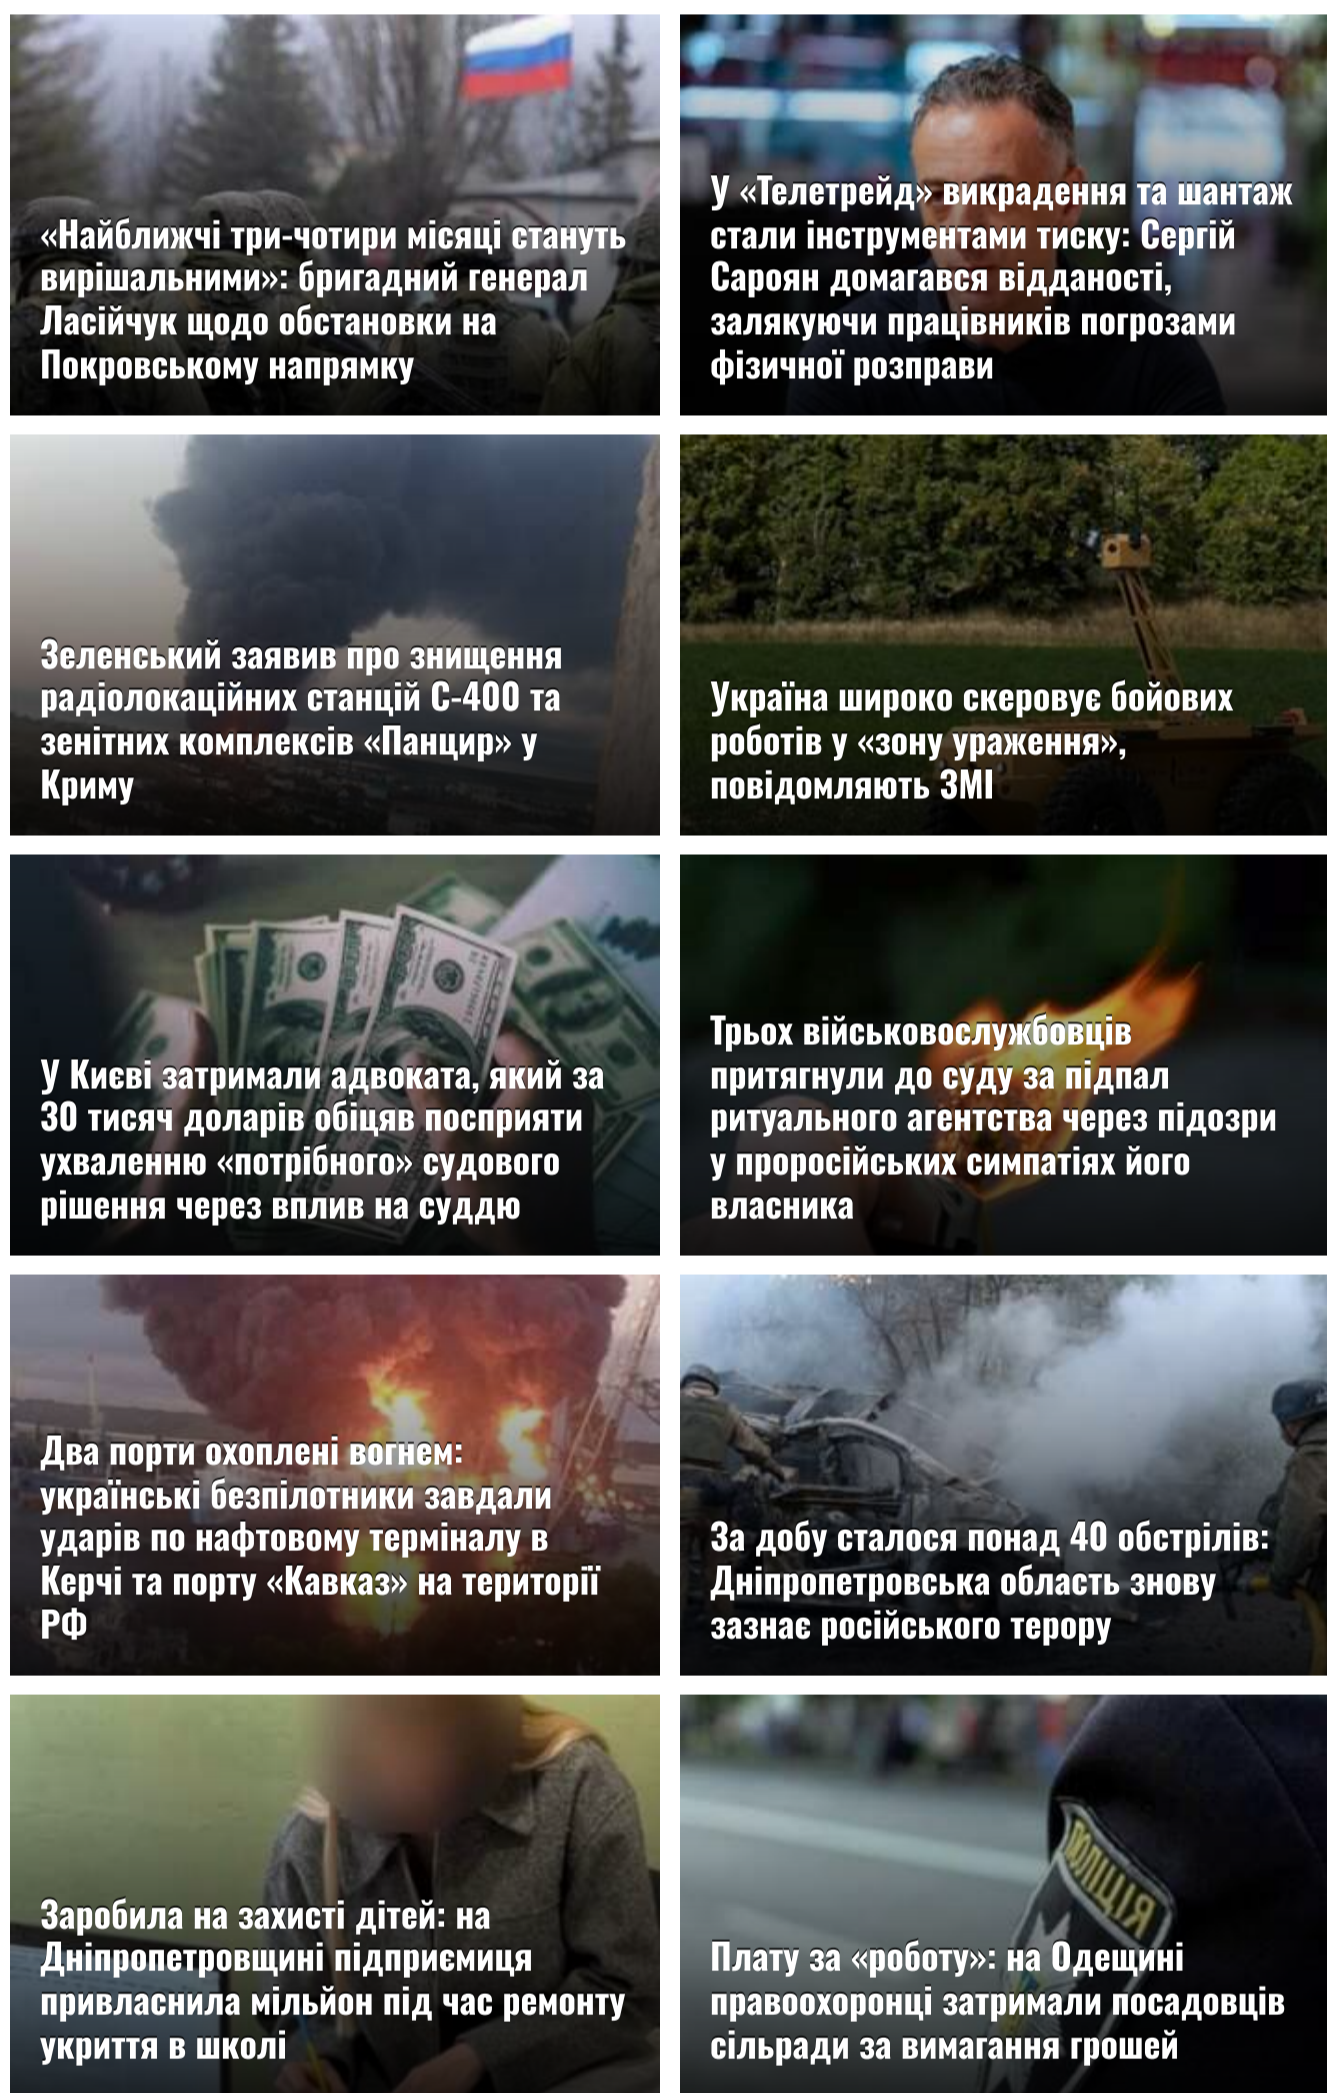 «Найближчі три-чотири місяці стануть
вирішальними»: бригадний генерал
Ласійчук щодо обстановки на
Покровському напрямку
У «Телетрейд» викрадення та шантаж
стали інструментами тиску: Сергій
Сароян домагався відданості,
залякуючи працівників погрозами
фізичної розправи
Зеленський заявив про знищення
радіолокаційних станцій С-400 та
зенітних комплексів «Панцир» у
Криму
Україна широко скеровує бойових
роботів у «зону ураження»,
повідомляють ЗМІ
У Києві затримали адвоката, який за
30 тисяч доларів обіцяв посприяти
ухваленню «потрібного» судового
рішення через вплив на суддю
Трьох військовослужбовців
притягнули до суду за підпал
ритуального агентства через підозри
у проросійських симпатіях його
власника
Два порти охоплені вогнем:
українські безпілотники завдали
ударів по нафтовому терміналу в
Керчі та порту «Кавказ» на території
РФ
За добу сталося понад 40 обстрілів:
Дніпропетровська область знову
зазнає російського терору
Заробила на захисті дітей: на
Дніпропетровщині підприємиця
привласнила мільйон під час ремонту
укриття в школі
ПОЛІЦІЯ
Плату за «роботу»: на Одещині
правоохоронці затримали посадовців
сільради за вимагання грошей